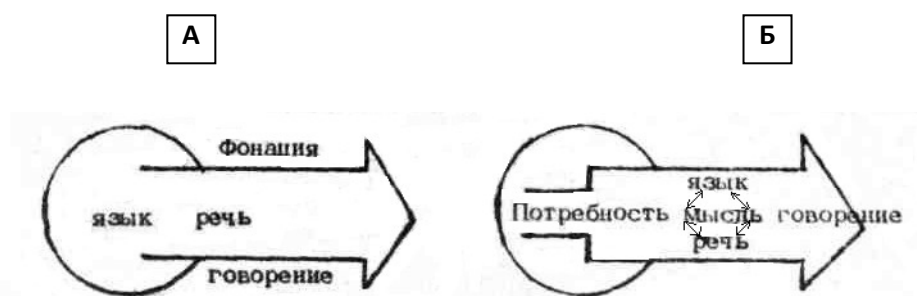 А
Б
Фонация
язык речь
говорение
язык
Потребность мысль говорение
речь